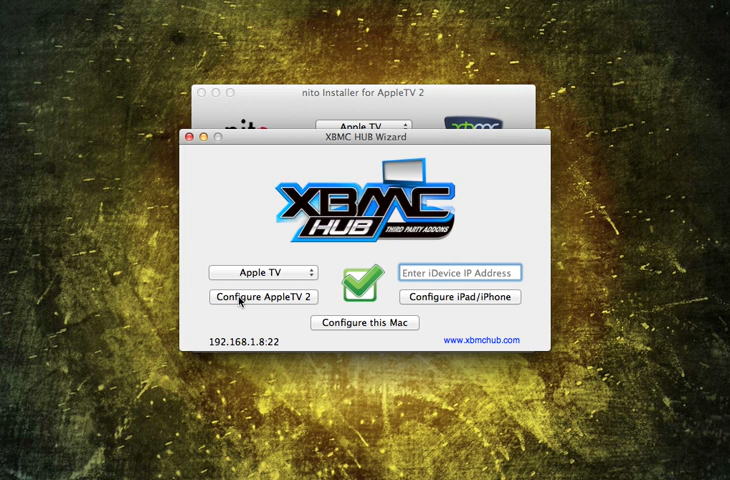 nito Installer for AppleTV 2
nito
Apple TV
xbmc
XBMC HUB Wizard
XBMC
HUB
THIRD PARTY ADDONS
Apple TV
Enter iDevice IP Address
Configure AppleTV 2
Configure iPad/iPhone
Configure this Mac
192.168.1.8:22
www.xbmchub.com